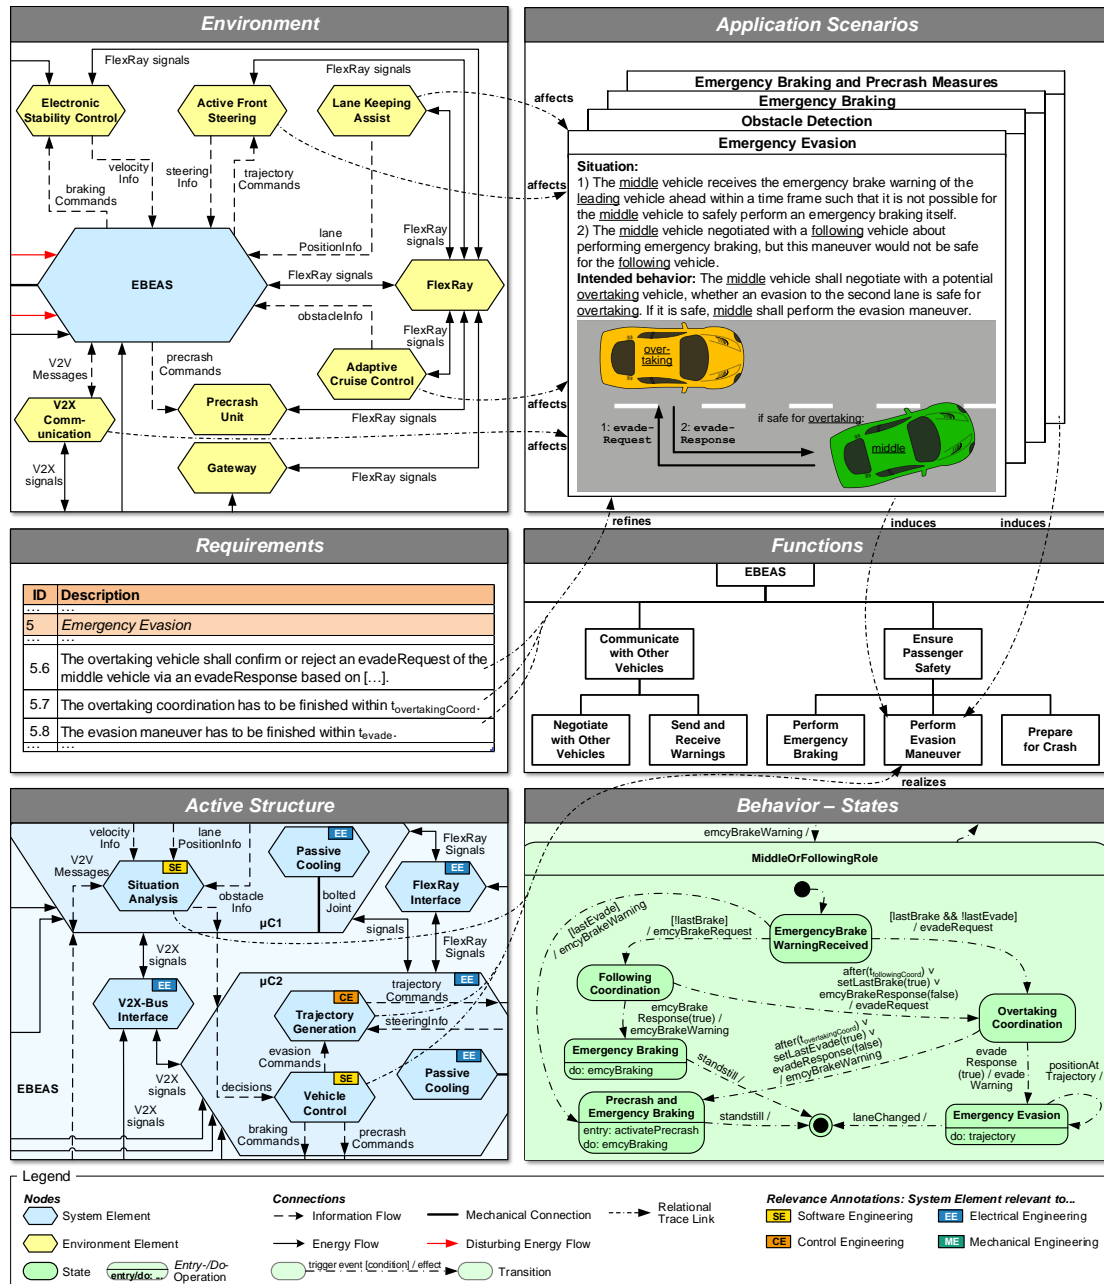 Environment
FlexRay signals
FlexRay signals
FlexRay signals
Electronic
Stability Control
Active Front
Steering
Lane Keeping
Assist
velocity
Info
steering
Info
trajectory
Commands
braking
Commands
lane
PositionInfo
FlexRay
signals
EBEAS
FlexRay signals
FlexRay
obstacleInfo
FlexRay
signals
V2V
Messages
precrash
Commands
Adaptive
Cruise Control
V2X
Comm-
unication
Precrash
Unit
FlexRay signals
V2X
signals
Gateway
FlexRay signals
Application Scenarios
affects
affects
affects
affects
Emergency Braking and Precrash Measures
Emergency Braking
Obstacle Detection
Emergency Evasion
Situation:
1) The middle vehicle receives the emergency brake warning of the
leading vehicle ahead within a time frame such that it is not possible for
the middle vehicle to safely perform an emergency braking itself.
2) The middle vehicle negotiated with a following vehicle about
performing emergency braking, but this maneuver would not be safe
for the following vehicle.
Intended behavior: The middle vehicle shall negotiate with a potential
overtaking vehicle, whether an evasion to the second lane is safe for
overtaking. If it is safe, middle shall perform the evasion maneuver.
over-
taking
1: evade-
Request
2: evade-
Response
if safe for overtaking:
middle
refines
induces
induces
Requirements
ID Description
... ...
5 Emergency Evasion
... ...
5.6 The overtaking vehicle shall confirm or reject an evadeRequest of the
middle vehicle via an evadeResponse based on [...].
5.7 The overtaking coordination has to be finished within tovertakingCoord.
5.8 The evasion maneuver has to be finished within tevade.
... ...
Functions
EBEAS
Communicate
with Other
Vehicles
Ensure
Passenger
Safety
Negotiate
with Other
Vehicles
Send and
Receive
Warnings
Perform
Emergency
Braking
Perform
Evasion
Maneuver
Prepare
for Crash
realizes
Active Structure
velocity
Info
lane
PositionInfo
EE
Passive
Cooling
FlexRay
Signals
V2V
Messages
SE
Situation
Analysis
EE
FlexRay
Interface
obstacle
Info
bolted
Joint
µC1
signals
FlexRay
Signals
V2X
signals
µC2
EE
EE
V2X-Bus
Interface
CE
Trajectory
Generation
trajectory
Commands
steeringInfo
evasion
Commands
EE
Passive
Cooling
EBEAS
V2X
signals
decisions
SE
Vehicle
Control
braking
Commands
precrash
Commands
Behavior – States
emcyBrakeWarning /
MiddleOrFollowingRole
[lastEvade]
/ emcyBrakeWarning
[!lastBrake]
/ emcyBrakeRequest
EmergencyBrake
WarningReceived
[lastBrake && !lastEvade]
/ evadeRequest
Following
Coordination
after(tfollowingCoord) ∨
setLastBrake(true) ∨
emcyBrakeResponse(false)
/ evadeRequest
Overtaking
Coordination
emcyBrake
Response(true) /
emcyBrakeWarning
after(tovertakingCoord) ∨
setLastEvade(true) ∨
evadeResponse(false)
/ emcyBrakeWarning
Emergency Braking
do: emcyBraking
standstill /
evade
Response
(true) / evade
Warning
positionAt
Trajectory /
Precrash and
Emergency Braking
entry: activatePrecrash
do: emcyBraking
standstill /
laneChanged /
Emergency Evasion
do: trajectory
Legend
Nodes
System Element
Environment Element
State
entry/do: ...
Entry-/Do-
Operation
Connections
Information Flow
Energy Flow
Mechanical Connection
Disturbing Energy Flow
Relational
Trace Link
trigger event [condition] / effect
Transition
Relevance Annotations: System Element relevant to...
SE Software Engineering
EE Electrical Engineering
CE Control Engineering
ME Mechanical Engineering